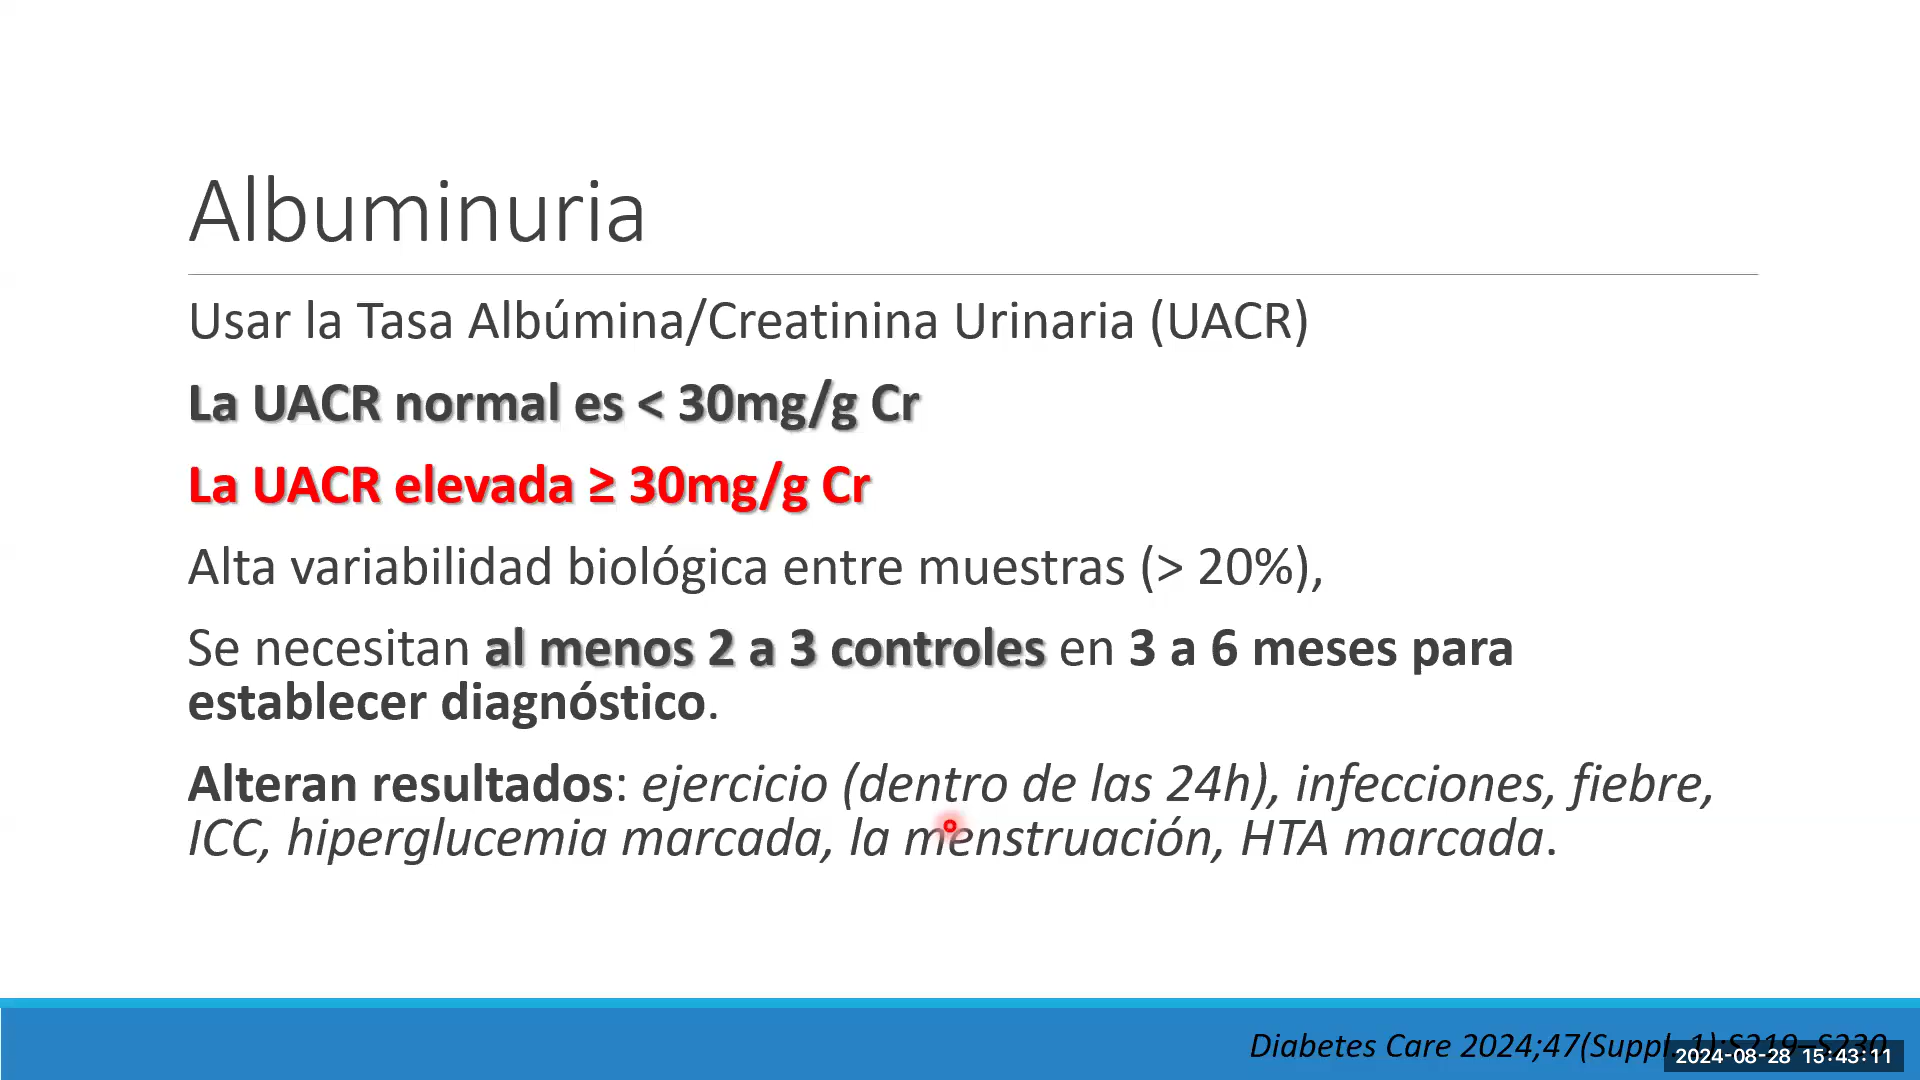 Albuminuria
Usar la Tasa Albúmina/Creatinina Urinaria (UACR)
La UACR normal es < 30mg/g Cr
La UACR elevada ≥ 30mg/g Cr
Alta variabilidad biológica entre muestras (> 20%),
Se necesitan al menos 2 a 3 controles en 3 a 6 meses para
establecer diagnóstico.
Alteran resultados: ejercicio (dentro de las 24h), infecciones, fiebre,
ICC, hiperglucemia marcada, la menstruación, HTA marcada.
Diabetes Care 2024;47(Suppl. 1):S219–S230
2024-08-28 15:43:11